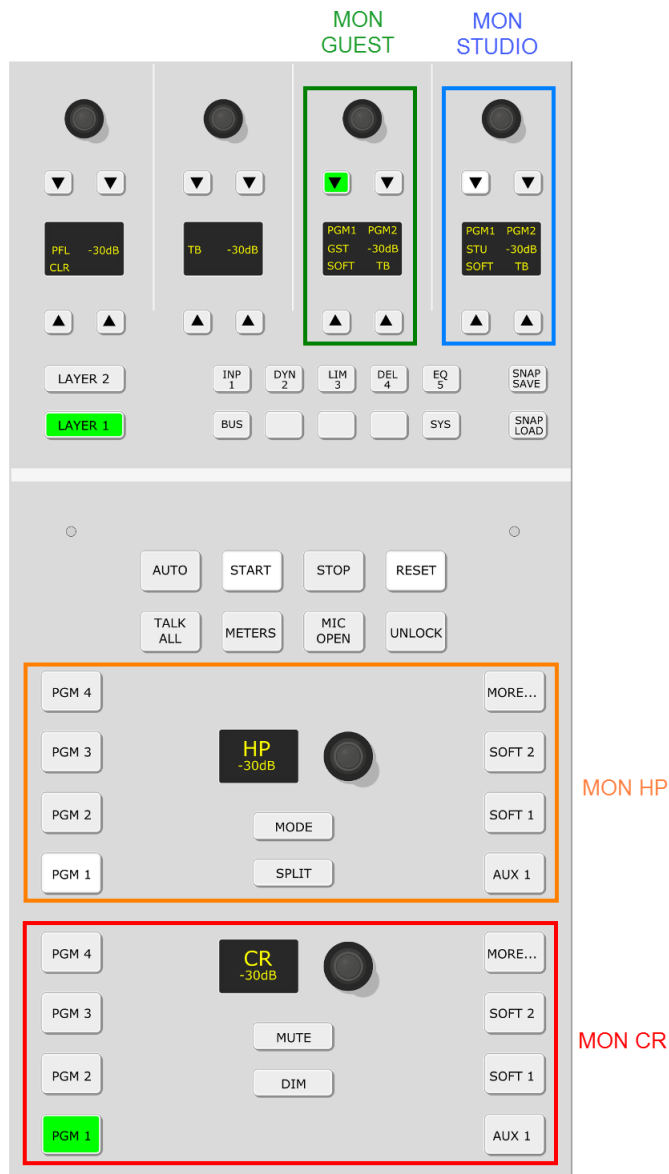 MON
GUEST
MON
STUDIO
PFL -30dB
CLR
TB -30dB
PGM1 PGM2
GST -30dB
SOFT TB
PGM1 PGM2
STU -30dB
SOFT TB
LAYER 2
INP
1
DYN
2
LIM
3
DEL
4
EQ
5
SNAP
SAVE
LAYER 1
BUS
SYS
SNAP
LOAD
AUTO
START
STOP
RESET
TALK
ALL
METERS
MIC
OPEN
UNLOCK
PGM 4
MORE...
PGM 3
HP
-30dB
SOFT 2
MON HP
PGM 2
MODE
SOFT 1
PGM 1
SPLIT
AUX 1
PGM 4
CR
-30dB
MORE...
PGM 3
MUTE
SOFT 2
MON CR
PGM 2
DIM
SOFT 1
PGM 1
AUX 1